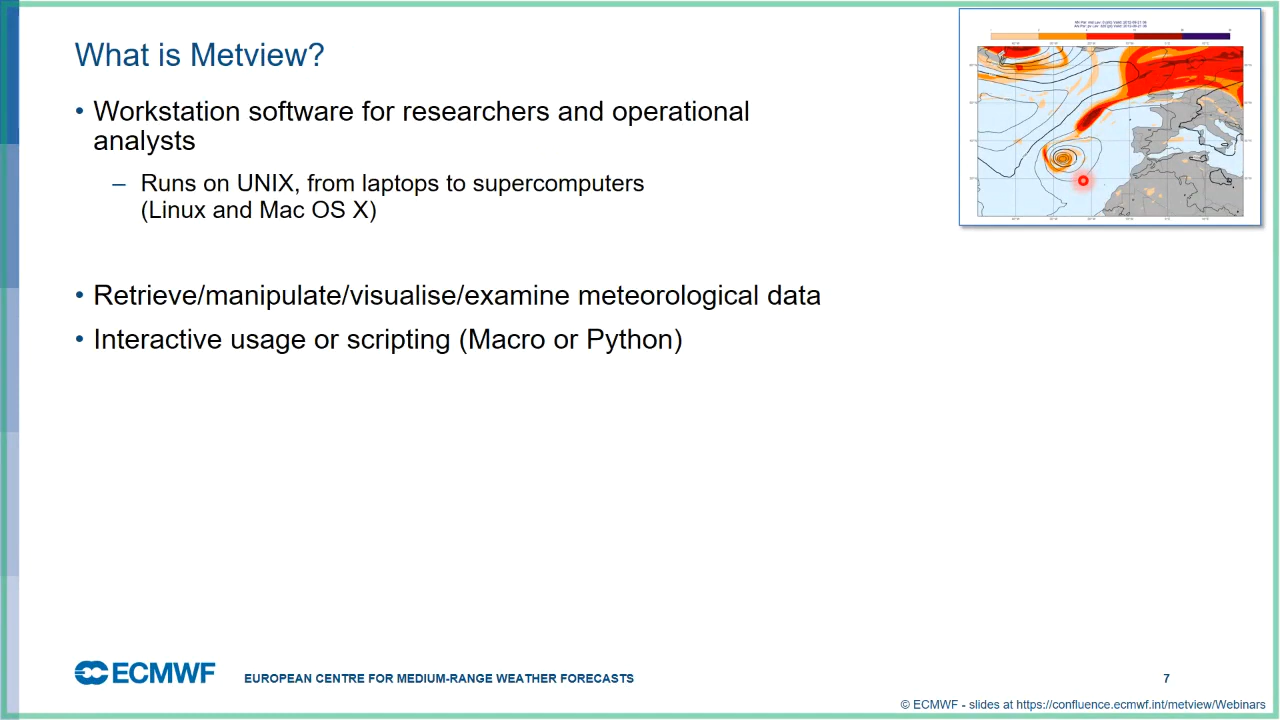 What is Metview?
• Workstation software for researchers and operational
analysts
– Runs on UNIX, from laptops to supercomputers
(Linux and Mac OS X)
• Retrieve/manipulate/visualise/examine meteorological data
• Interactive usage or scripting (Macro or Python)
ECMWF
EUROPEAN CENTRE FOR MEDIUM-RANGE WEATHER FORECASTS
7
© ECMWF - slides at https://confluence.ecmwf.int/metview/Webinars